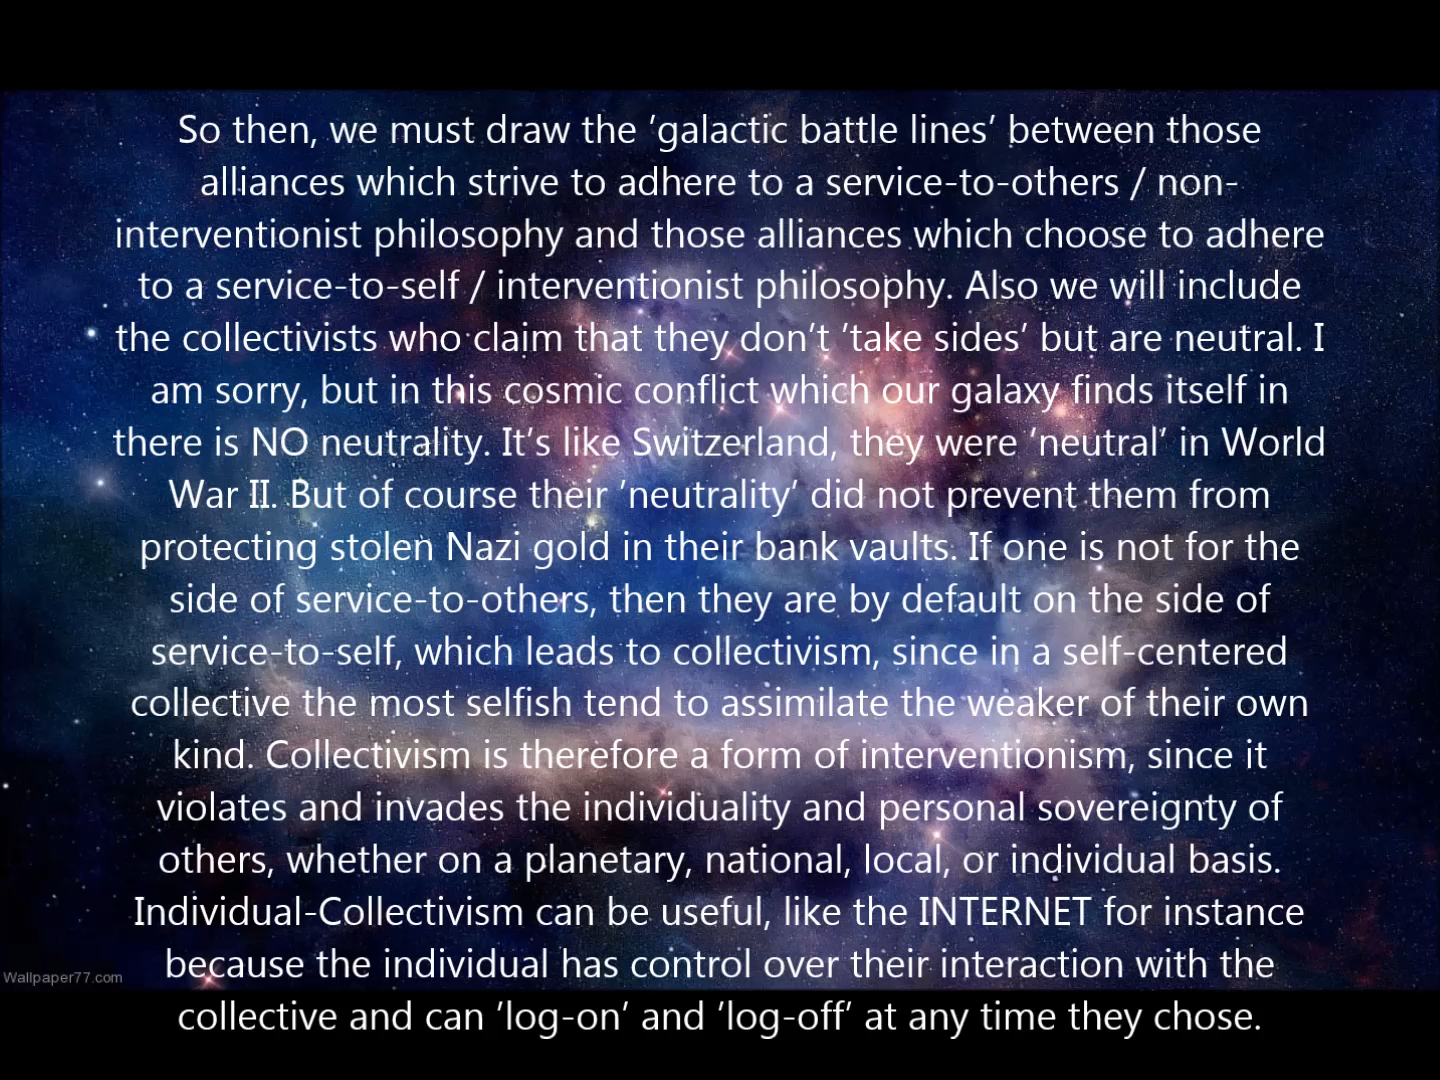 So then, we must draw the ‘galactic battle lines’ between those
alliances which strive to adhere to a service-to-others / non-
interventionist philosophy and those alliances which choose to adhere
to a service-to-self / interventionist philosophy. Also we will include
the collectivists who claim that they don’t ‘take sides’ but are neutral. I
am sorry, but in this cosmic conflict which our galaxy finds itself in
there is NO neutrality. It’s like Switzerland, they were ‘neutral’ in World
War II. But of course their ‘neutrality’ did not prevent them from
protecting stolen Nazi gold in their bank vaults. If one is not for the
side of service-to-others, then they are by default on the side of
service-to-self, which leads to collectivism, since in a self-centered
collective the most selfish tend to assimilate the weaker of their own
kind. Collectivism is therefore a form of interventionism, since it
violates and invades the individuality and personal sovereignty of
others, whether on a planetary, national, local, or individual basis.
Individual-Collectivism can be useful, like the INTERNET for instance
because the individual has control over their interaction with the
collective and can ‘log-on’ and ‘log-off’ at any time they chose.
Wallpaper77.com